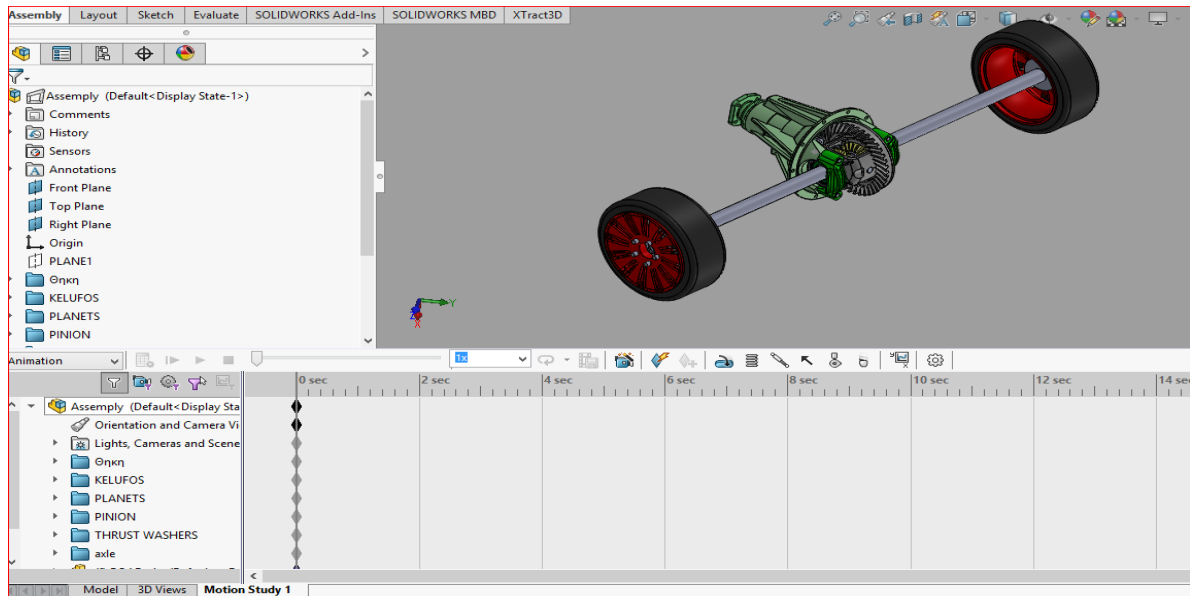 Assembly Layout Sketch Evaluate SOLIDWORKS Add-Ins SOLIDWORKS MBD XTract3D
Assembly (Default<Display State-1>)
Comments
History
Sensors
A Annotations
Front Plane
Top Plane
Right Plane
Origin
PLANE1
Θηκη
KELUFOS
PLANETS
PINION
Y
Z
X
Animation 1x
0 sec 2 sec 4 sec 6 sec 8 sec 10 sec 12 sec 14 sec
Assembly (Default<Display Sta
Orientation and Camera Vi
Lights, Cameras and Scene
Θηκη
KELUFOS
PLANETS
PINION
THRUST WASHERS
axle
Model 3D Views Motion Study 1